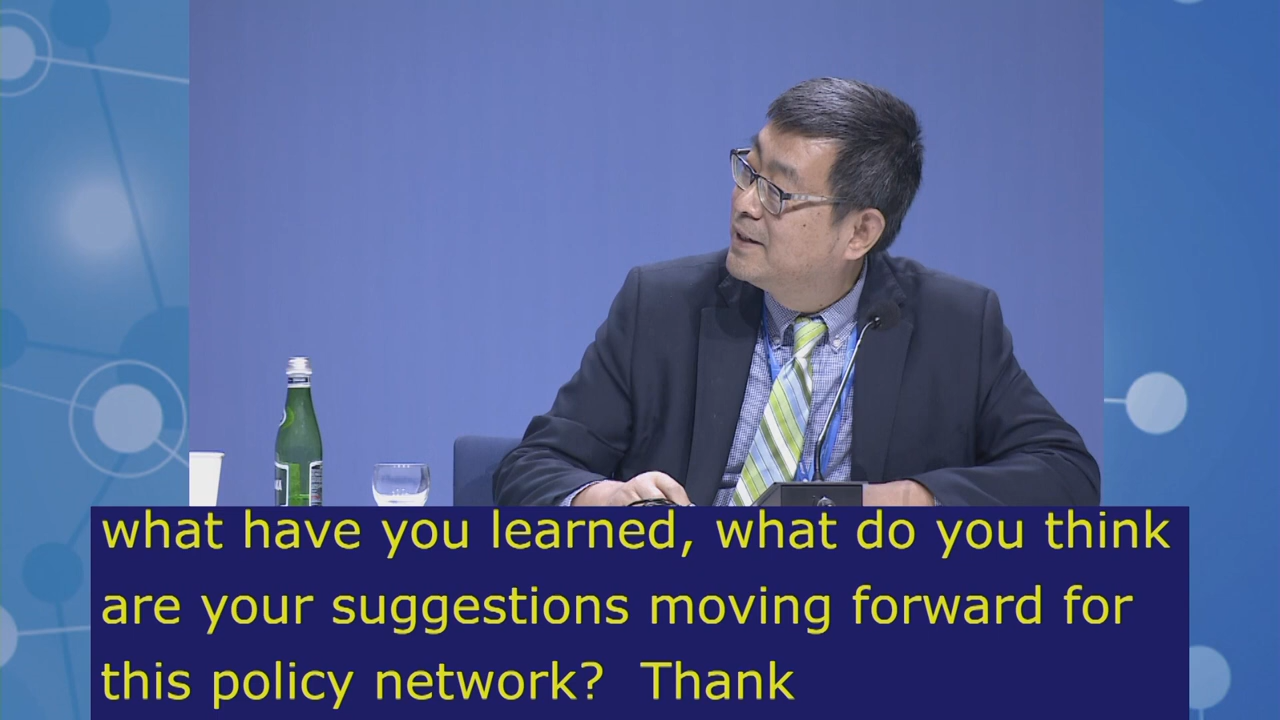 what have you learned, what do you think
are your suggestions moving forward for
this policy network?  Thank